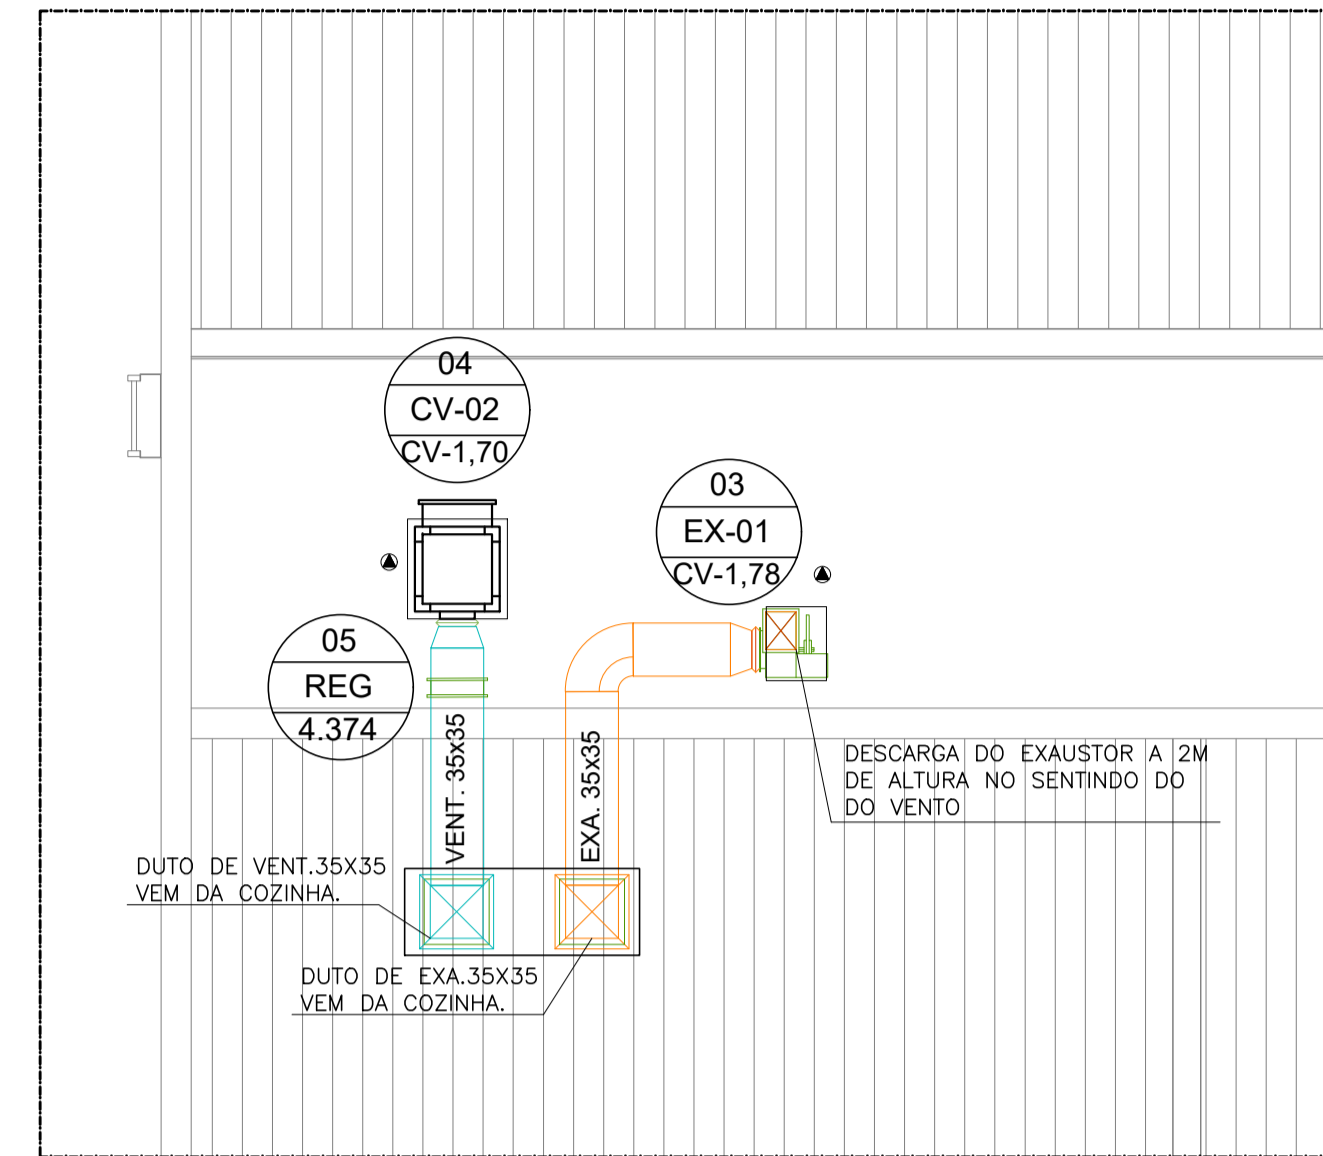 04
CV-02
CV-1,70
03
EX-01
CV-1,78
05
REG
4.374
VENT. 35x35
EXA. 35x35
DESCARGA DO EXAUSTOR A 2M
DE ALTURA NO SENTINDO DO
DO VENTO
DUTO DE VENT.35X35
VEM DA COZINHA.
DUTO DE EXA.35X35
VEM DA COZINHA.